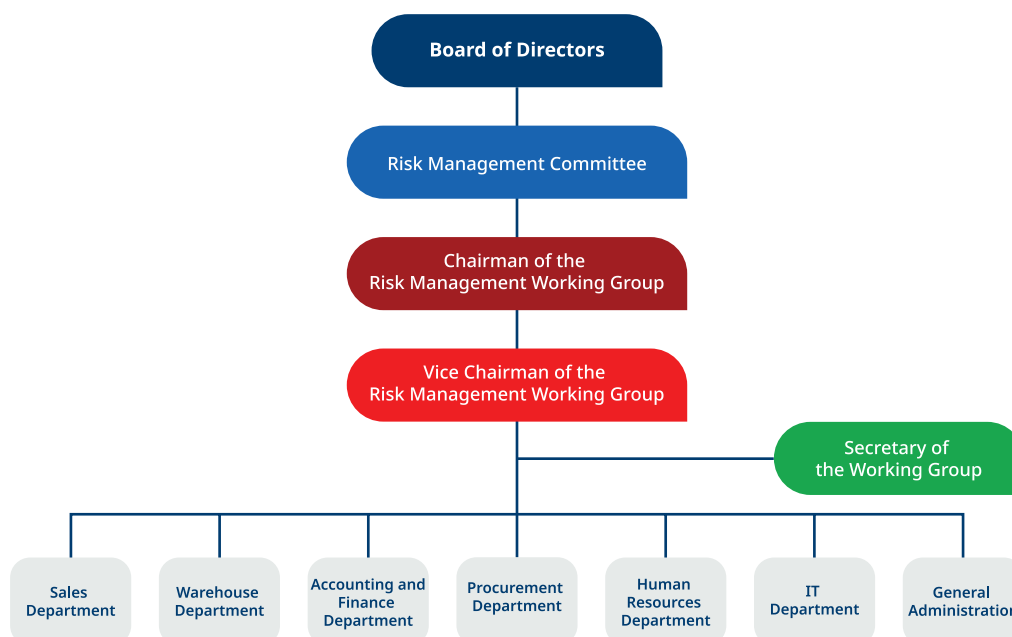 Board of Directors
Risk Management Committee
Chairman of the
Risk Management Working Group
Vice Chairman of the
Risk Management Working Group
Secretary of
the Working Group
Sales
Department
Warehouse
Department
Accounting and
Finance
Department
Procurement
Department
Human
Resources
Department
IT
Department
General
Administration